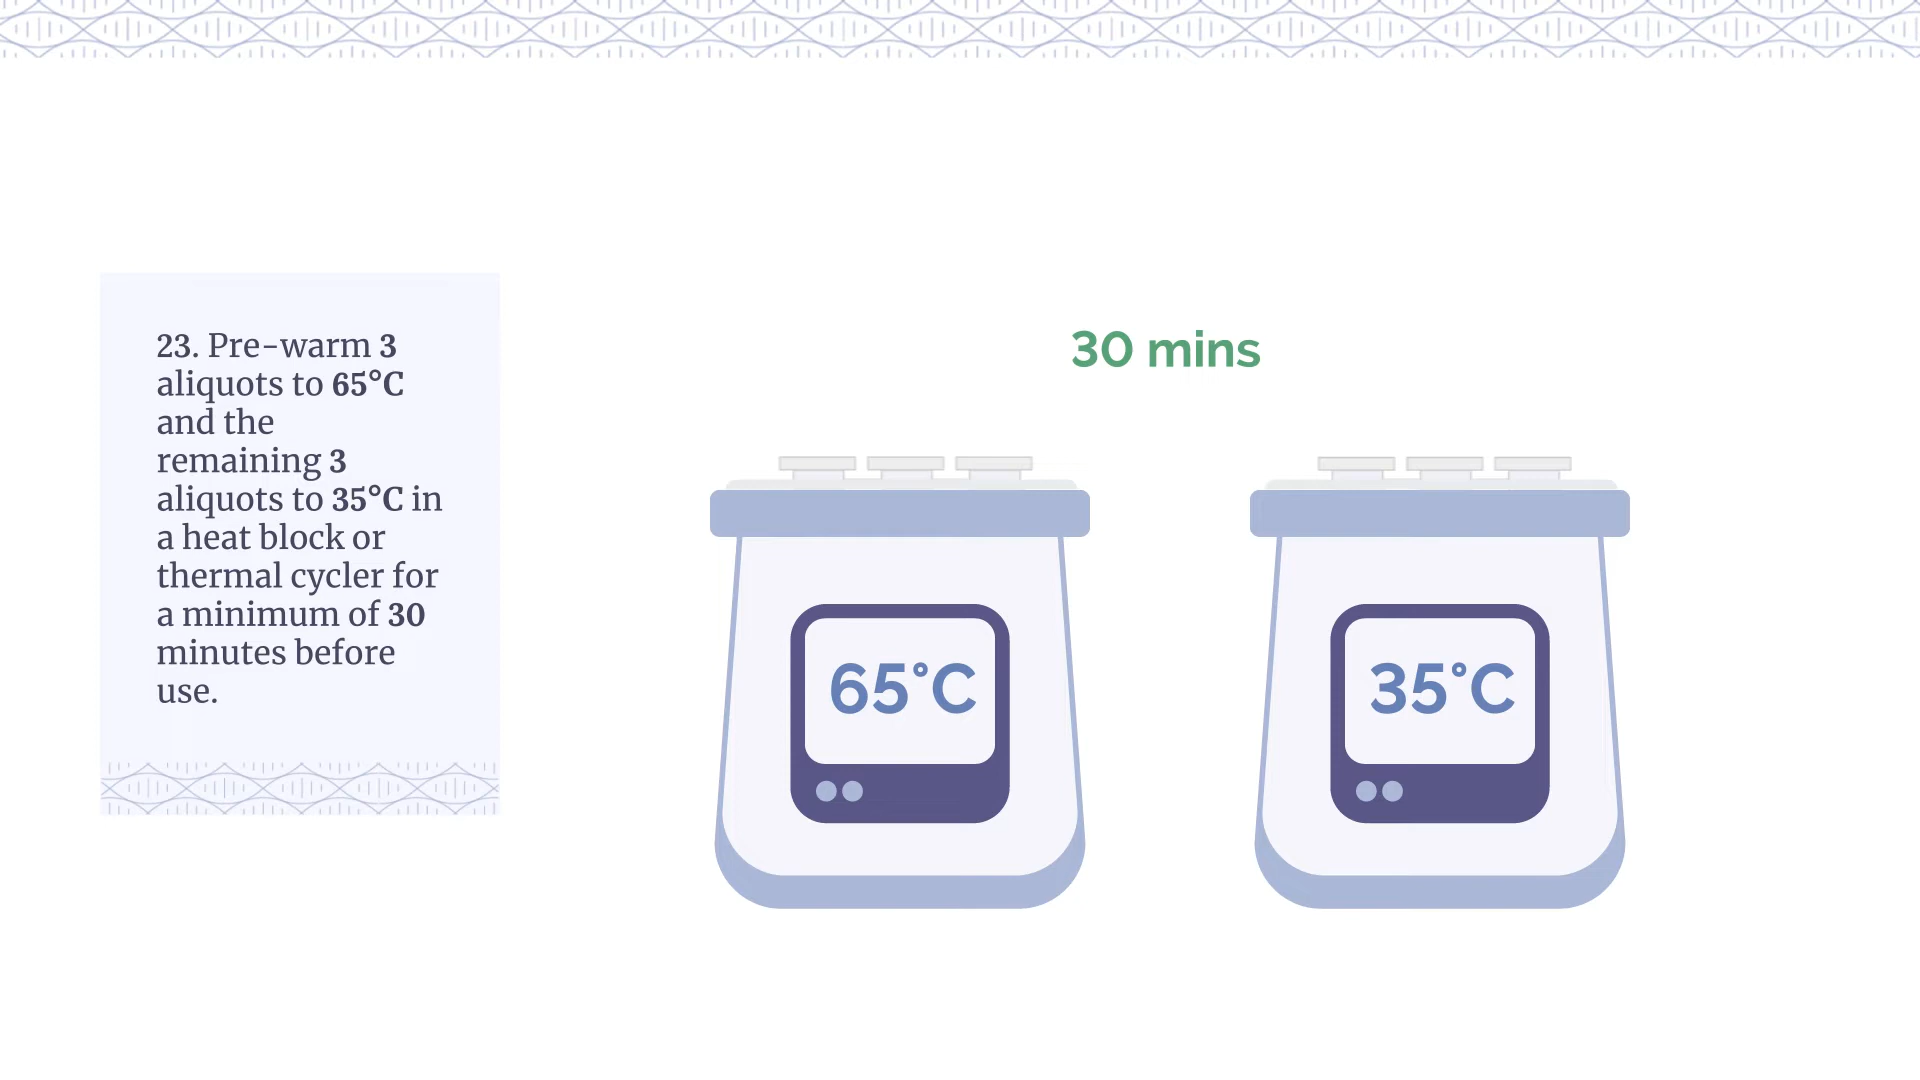 23. Pre-warm 3
aliquots to 65°C
and the
remaining 3
aliquots to 35°C in
a heat block or
thermal cycler for
a minimum of 30
minutes before
use.
30 mins
65°C
35°C